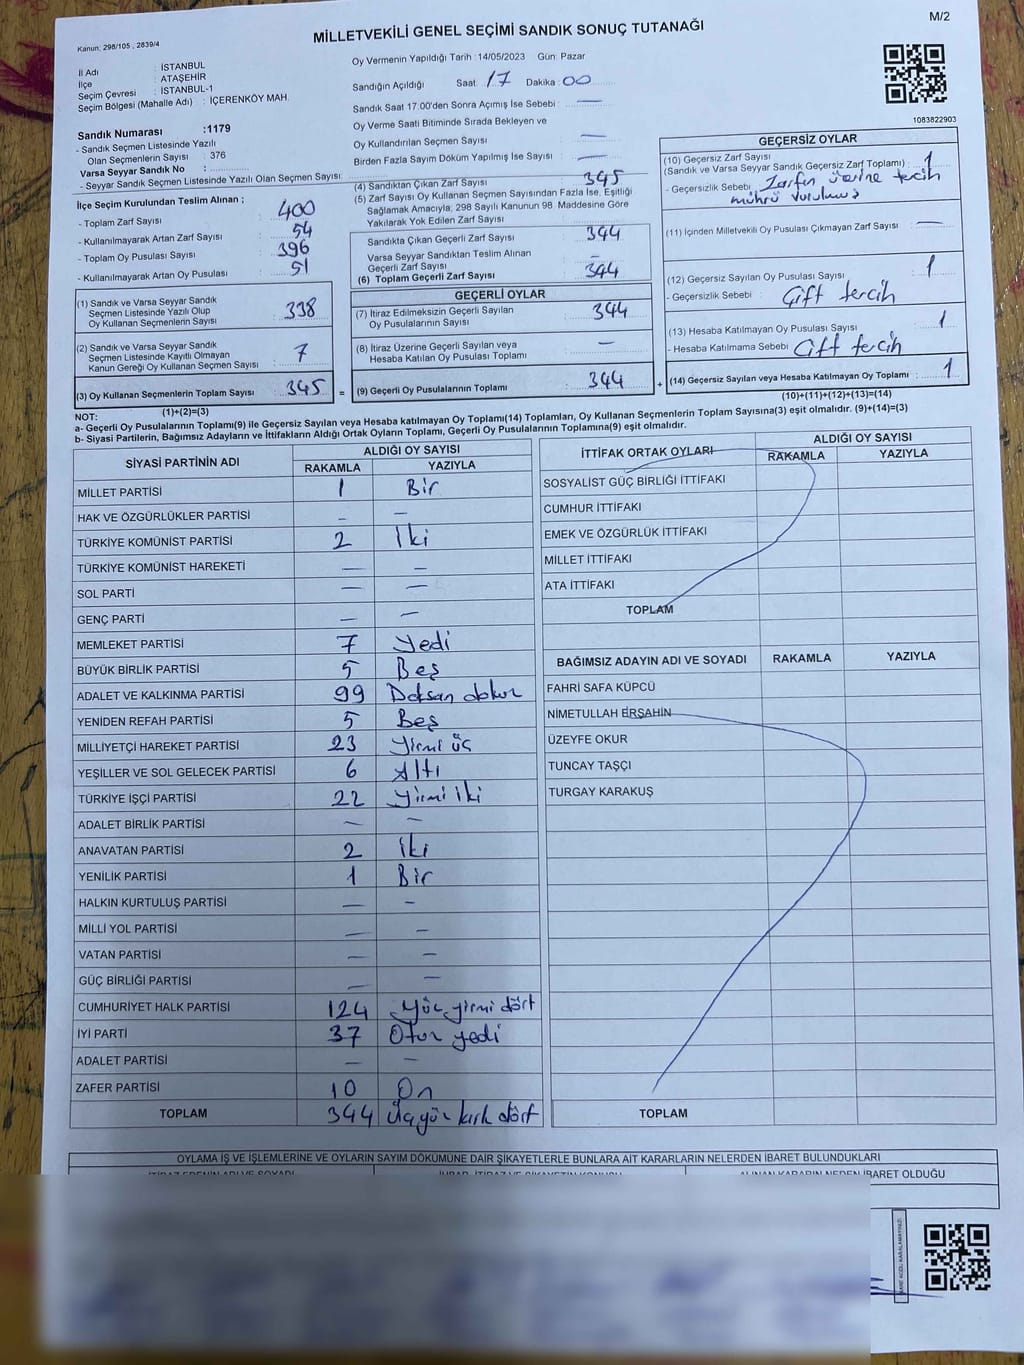 M/2
MİLLETVEKİLİ GENEL SEÇİMİ SANDIK SONUÇ TUTANAĞI
Kanun: 298/105 , 2839/4
İl Adı : İSTANBUL
İlçe : ATAŞEHİR
Seçim Çevresi : İSTANBUL-1
Seçim Bölgesi (Mahalle Adı) : İÇERENKÖY MAH.
Sandık Numarası :1179
- Sandık Seçmen Listesinde Yazılı
Olan Seçmenlerin Sayısı : 376
Varsa Seyyar Sandık No :
- Seyyar Sandık Seçmen Listesinde Yazılı Olan Seçmen Sayısı:
Oy Vermenin Yapıldığı Tarih :14/05/2023 Gün: Pazar
Sandığın Açıldığı Saat : 17 Dakika : 00
Sandık Saat 17:00'den Sonra Açımış İse Sebebi : —
Oy Verme Saati Bitiminde Sırada Bekleyen ve
Oy Kullandırılan Seçmen Sayısı : —
Birden Fazla Sayım Döküm Yapılmış İse Sayısı : —
1083822903
İlçe Seçim Kurulundan Teslim Alınan ;
- Toplam Zarf Sayısı : 400
- Kullanılmayarak Artan Zarf Sayısı : 54
- Toplam Oy Pusulası Sayısı : 396
- Kullanılmayarak Artan Oy Pusulası : 51
(4) Sandıktan Çıkan Zarf Sayısı : 345
(5) Zarf Sayısı Oy Kullanan Seçmen Sayısından Fazla İse, Eşitliği
Sağlamak Amacıyla, 298 Sayılı Kanunun 98. Maddesine Göre
Yakılarak Yok Edilen Zarf Sayısı :
Sandıkta Çıkan Geçerli Zarf Sayısı : 344
Varsa Seyyar Sandıktan Teslim Alınan
Geçerli Zarf Sayısı : —
(6) Toplam Geçerli Zarf Sayısı : 344
GEÇERSİZ OYLAR
(10) Geçersiz Zarf Sayısı
(Sandık ve Varsa Seyyar Sandık Geçersiz Zarf Toplamı) : 1
- Geçersizlik Sebebi : Zarfın üzerine tercih
mührü vurulmuş
(11) İçinden Milletvekili Oy Pusulası Çıkmayan Zarf Sayısı : —
(12) Geçersiz Sayılan Oy Pusulası Sayısı : 1
- Geçersizlik Sebebi : Çift tercih
(13) Hesaba Katılmayan Oy Pusulası Sayısı : 1
- Hesaba Katılmama Sebebi : Çift tercih
(14) Geçersiz Sayılan veya Hesaba Katılmayan Oy Toplamı : 1
(10)+(11)+(12)+(13)=(14)
(1) Sandık ve Varsa Seyyar Sandık
Seçmen Listesinde Yazılı Olup
Oy Kullanan Seçmenlerin Sayısı : 338
(2) Sandık ve Varsa Seyyar Sandık
Seçmen Listesinde Kayıtlı Olmayan
Kanun Gereği Oy Kullanan Seçmen Sayısı : 7
(3) Oy Kullanan Seçmenlerin Toplam Sayısı : 345 =
(1)+(2)=(3)
GEÇERLİ OYLAR
(7) İtiraz Edilmeksizin Geçerli Sayılan
Oy Pusulalarının Sayısı : 344
(8) İtiraz Üzerine Geçerli Sayılan veya
Hesaba Katılan Oy Pusulası Toplamı : —
(9) Geçerli Oy Pusulalarının Toplamı : 344 +
NOT:
a- Geçerli Oy Pusulalarının Toplamı(9) ile Geçersiz Sayılan veya Hesaba katılmayan Oy Toplamı(14) Toplamları, Oy Kullanan Seçmenlerin Toplam Sayısına(3) eşit olmalıdır. (9)+(14)=(3)
b- Siyasi Partilerin, Bağımsız Adayların ve İttifakların Aldığı Ortak Oyların Toplamı, Geçerli Oy Pusulalarının Toplamına(9) eşit olmalıdır.
SİYASİ PARTİNİN ADI ALDIĞI OY SAYISI
RAKAMLA YAZIYLA
MİLLET PARTİSİ 1 Bir
HAK VE ÖZGÜRLÜKLER PARTİSİ — —
TÜRKİYE KOMÜNİST PARTİSİ 2 İki
TÜRKİYE KOMÜNİST HAREKETİ — —
SOL PARTİ — —
GENÇ PARTİ — —
MEMLEKET PARTİSİ 7 Yedi
BÜYÜK BİRLİK PARTİSİ 5 Beş
ADALET VE KALKINMA PARTİSİ 99 Doksan dokuz
YENİDEN REFAH PARTİSİ 5 Beş
MİLLİYETÇİ HAREKET PARTİSİ 23 Yirmi üç
YEŞİLLER VE SOL GELECEK PARTİSİ 6 Altı
TÜRKİYE İŞÇİ PARTİSİ 22 Yirmi iki
ADALET BİRLİK PARTİSİ — —
ANAVATAN PARTİSİ 2 iki
YENİLİK PARTİSİ 1 Bir
HALKIN KURTULUŞ PARTİSİ — —
MİLLİ YOL PARTİSİ — —
VATAN PARTİSİ — —
GÜÇ BİRLİĞİ PARTİSİ — —
CUMHURİYET HALK PARTİSİ 124 Yüz yirmi dört
İYİ PARTİ 37 Otuz yedi
ADALET PARTİSİ — —
ZAFER PARTİSİ 10 On
TOPLAM 344 Üçyüz kırk dört
İTTİFAK ORTAK OYLARI ALDIĞI OY SAYISI
RAKAMLA YAZIYLA
SOSYALİST GÜÇ BİRLİĞİ İTTİFAKI
CUMHUR İTTİFAKI
EMEK VE ÖZGÜRLÜK İTTİFAKI
MİLLET İTTİFAKI
ATA İTTİFAKI
TOPLAM
BAĞIMSIZ ADAYIN ADI VE SOYADI RAKAMLA YAZIYLA
FAHRİ SAFA KÜPCÜ
NİMETULLAH ERŞAHİN
ÜZEYFE OKUR
TUNCAY TAŞÇI
TURGAY KARAKUŞ
TOPLAM
OYLAMA İŞ VE İŞLEMLERİNE VE OYLARIN SAYIM DÖKÜMÜNE DAİR ŞİKAYETLERLE BUNLARA AİT KARARLARIN NELERDEN İBARET BULUNDUKLARI
İTİRAZ EDENİN ADI VE SOYADI İHBAR, İTİRAZ VE ŞİKAYETİN KONUSU ALINAN KARARIN NEDEN İBARET OLDUĞU